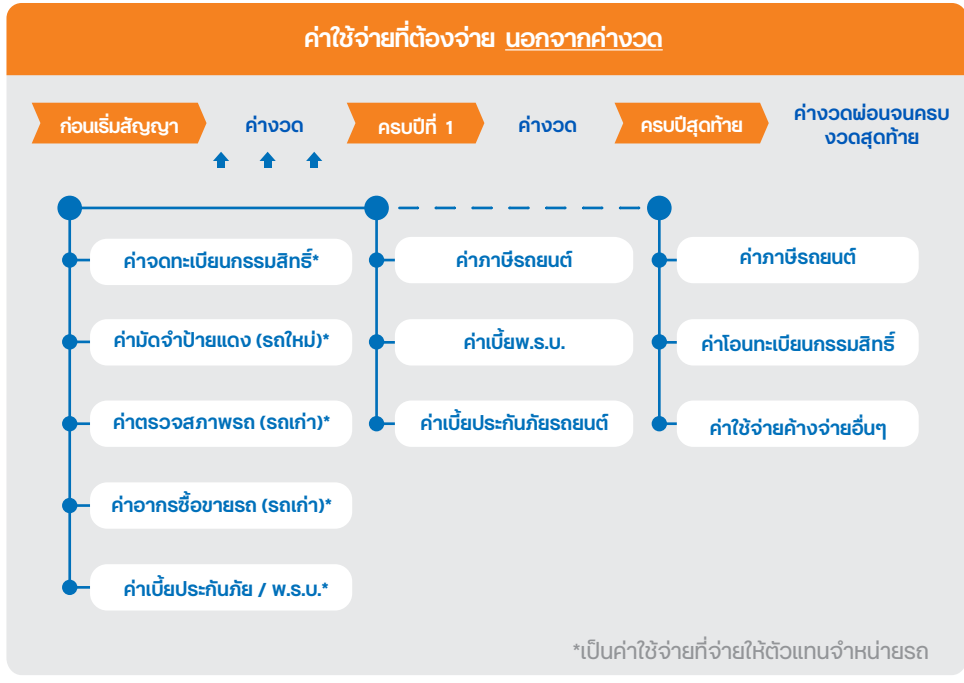 ค่าใช้จ่ายที่ต้องจ่าย นอกจากค่างวด
ก่อนเริ่มสัญญา
ค่างวด
ครบปีที่ 1
ค่างวด
ครบปีสุดท้าย
ค่างวดผ่อนจนครบ
งวดสุดท้าย
ค่าจดทะเบียนกรรมสิทธิ์*
ค่ามัดจำป้ายแดง (รถใหม่)*
ค่าตรวจสภาพรถ (รถเก่า)*
ค่าอากรซื้อขายรถ (รถเก่า)*
ค่าเบี้ยประกันภัย / พ.ร.บ.*
ค่าภาษีรถยนต์
ค่าเบี้ยพ.ร.บ.
ค่าเบี้ยประกันภัยรถยนต์
ค่าภาษีรถยนต์
ค่าโอนทะเบียนกรรมสิทธิ์
ค่าใช้จ่ายค้างจ่ายอื่นๆ
*เป็นค่าใช้จ่ายที่จ่ายให้ตัวแทนจำหน่ายรถ